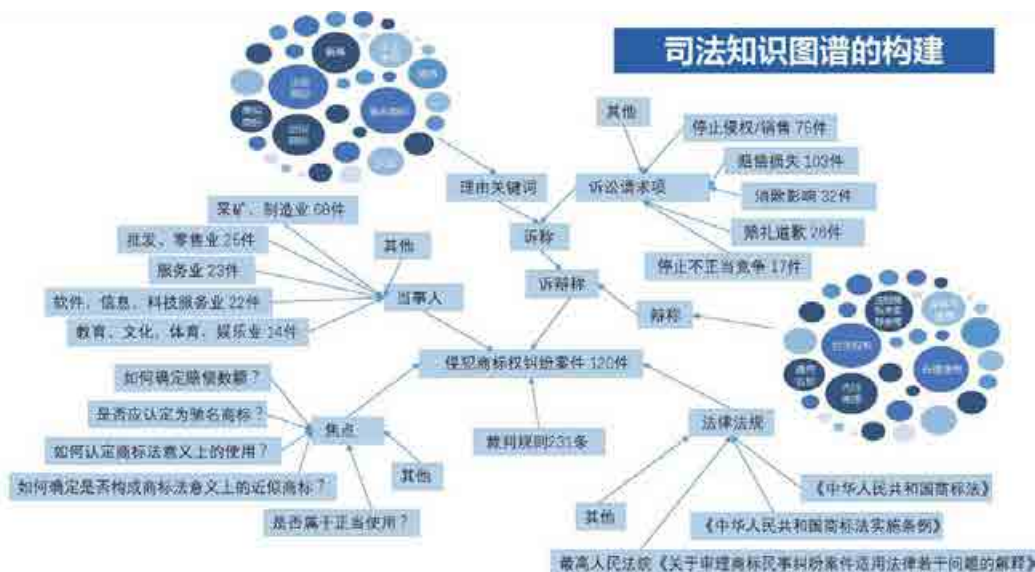 司法知识图谱的构建
其他
停止侵权/销售 75件
赔偿损失 103件
理由关键词
诉讼请求项
消除影响 32件
采矿、制造业 68件
诉称
赔礼道歉 26件
批发、零售业 25件
其他
停止不正当竞争 17件
服务业 23件
诉辩称
软件、信息、科技服务业 22件
当事人
辩称
教育、文化、体育、娱乐业 14件
侵犯商标权纠纷案件 120件
如何确定赔偿数额？
是否应认定为驰名商标？
焦点
法律法规
裁判规则231条
如何认定商标法意义上的使用？
其他
如何确定是否构成商标法意义上的近似商标？
《中华人民共和国商标法》
其他
是否属于正当使用？
《中华人民共和国商标法实施条例》
最高人民法院《关于审理商标民事纠纷案件适用法律若干问题的解释》